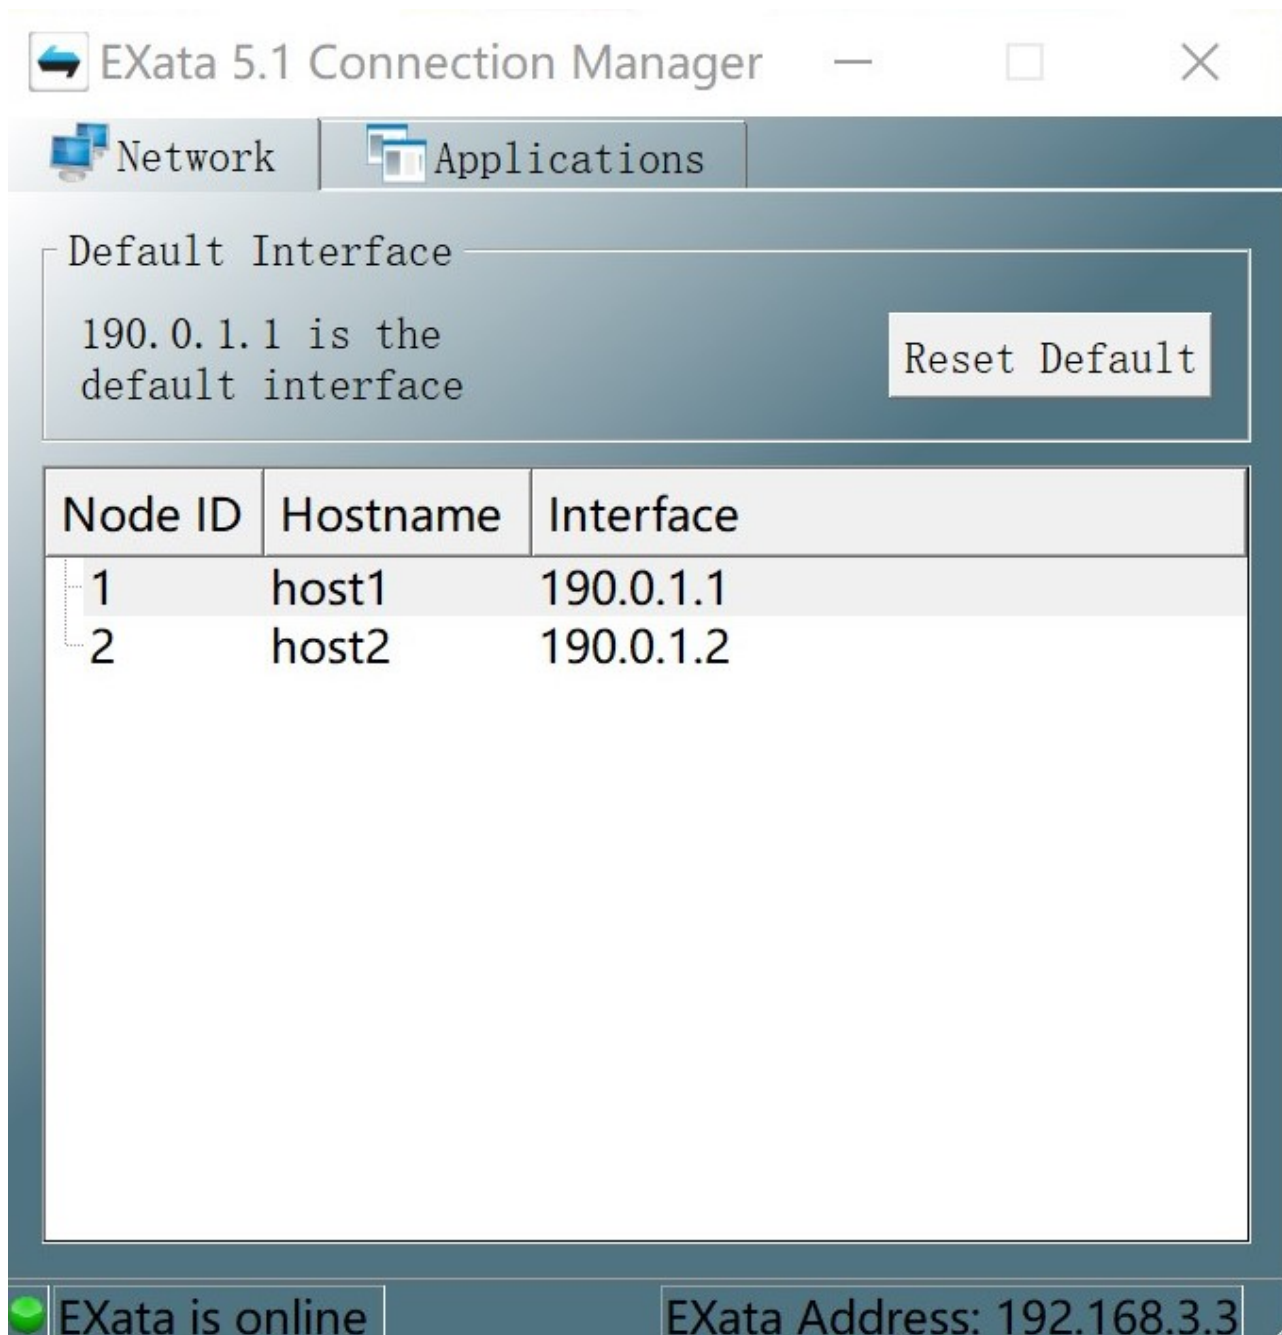 EXata 5.1 Connection Manager
Network Applications
Default Interface
190.0.1.1 is the
default interface
Reset Default
Node ID Hostname Interface
1 host1 190.0.1.1
2 host2 190.0.1.2
EXata is online EXata Address: 192.168.3.3